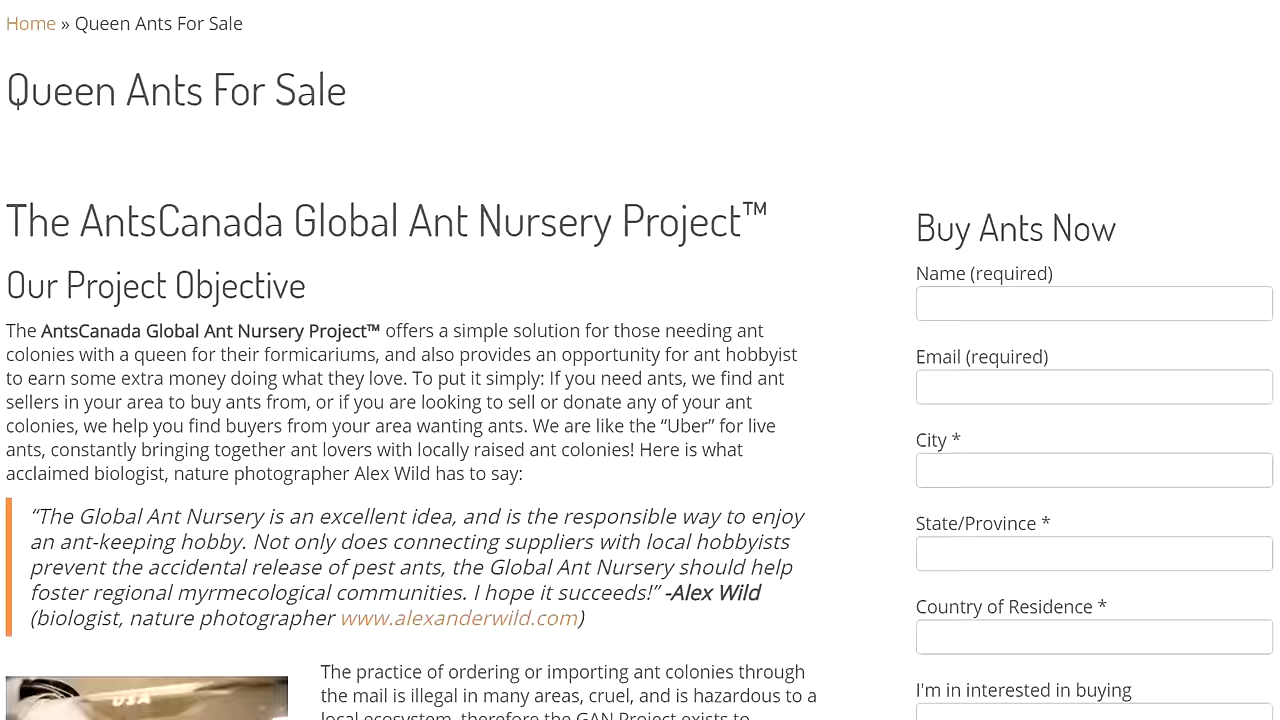 Home » Queen Ants For Sale
Queen Ants For Sale
The AntsCanada Global Ant Nursery Project™
Our Project Objective
The AntsCanada Global Ant Nursery Project™ offers a simple solution for those needing ant
colonies with a queen for their formicariums, and also provides an opportunity for ant hobbyist
to earn some extra money doing what they love. To put it simply: If you need ants, we find ant
sellers in your area to buy ants from, or if you are looking to sell or donate any of your ant
colonies, we help you find buyers from your area wanting ants. We are like the “Uber” for live
ants, constantly bringing together ant lovers with locally raised ant colonies! Here is what
acclaimed biologist, nature photographer Alex Wild has to say:
“The Global Ant Nursery is an excellent idea, and is the responsible way to enjoy
an ant-keeping hobby. Not only does connecting suppliers with local hobbyists
prevent the accidental release of pest ants, the Global Ant Nursery should help
foster regional myrmecological communities. I hope it succeeds!” -Alex Wild
(biologist, nature photographer www.alexanderwild.com)
USA
The practice of ordering or importing ant colonies through
the mail is illegal in many areas, cruel, and is hazardous to a
local ecosystem, therefore the GAN Project exists to
Buy Ants Now
Name (required)
Email (required)
City *
State/Province *
Country of Residence *
I'm in interested in buying